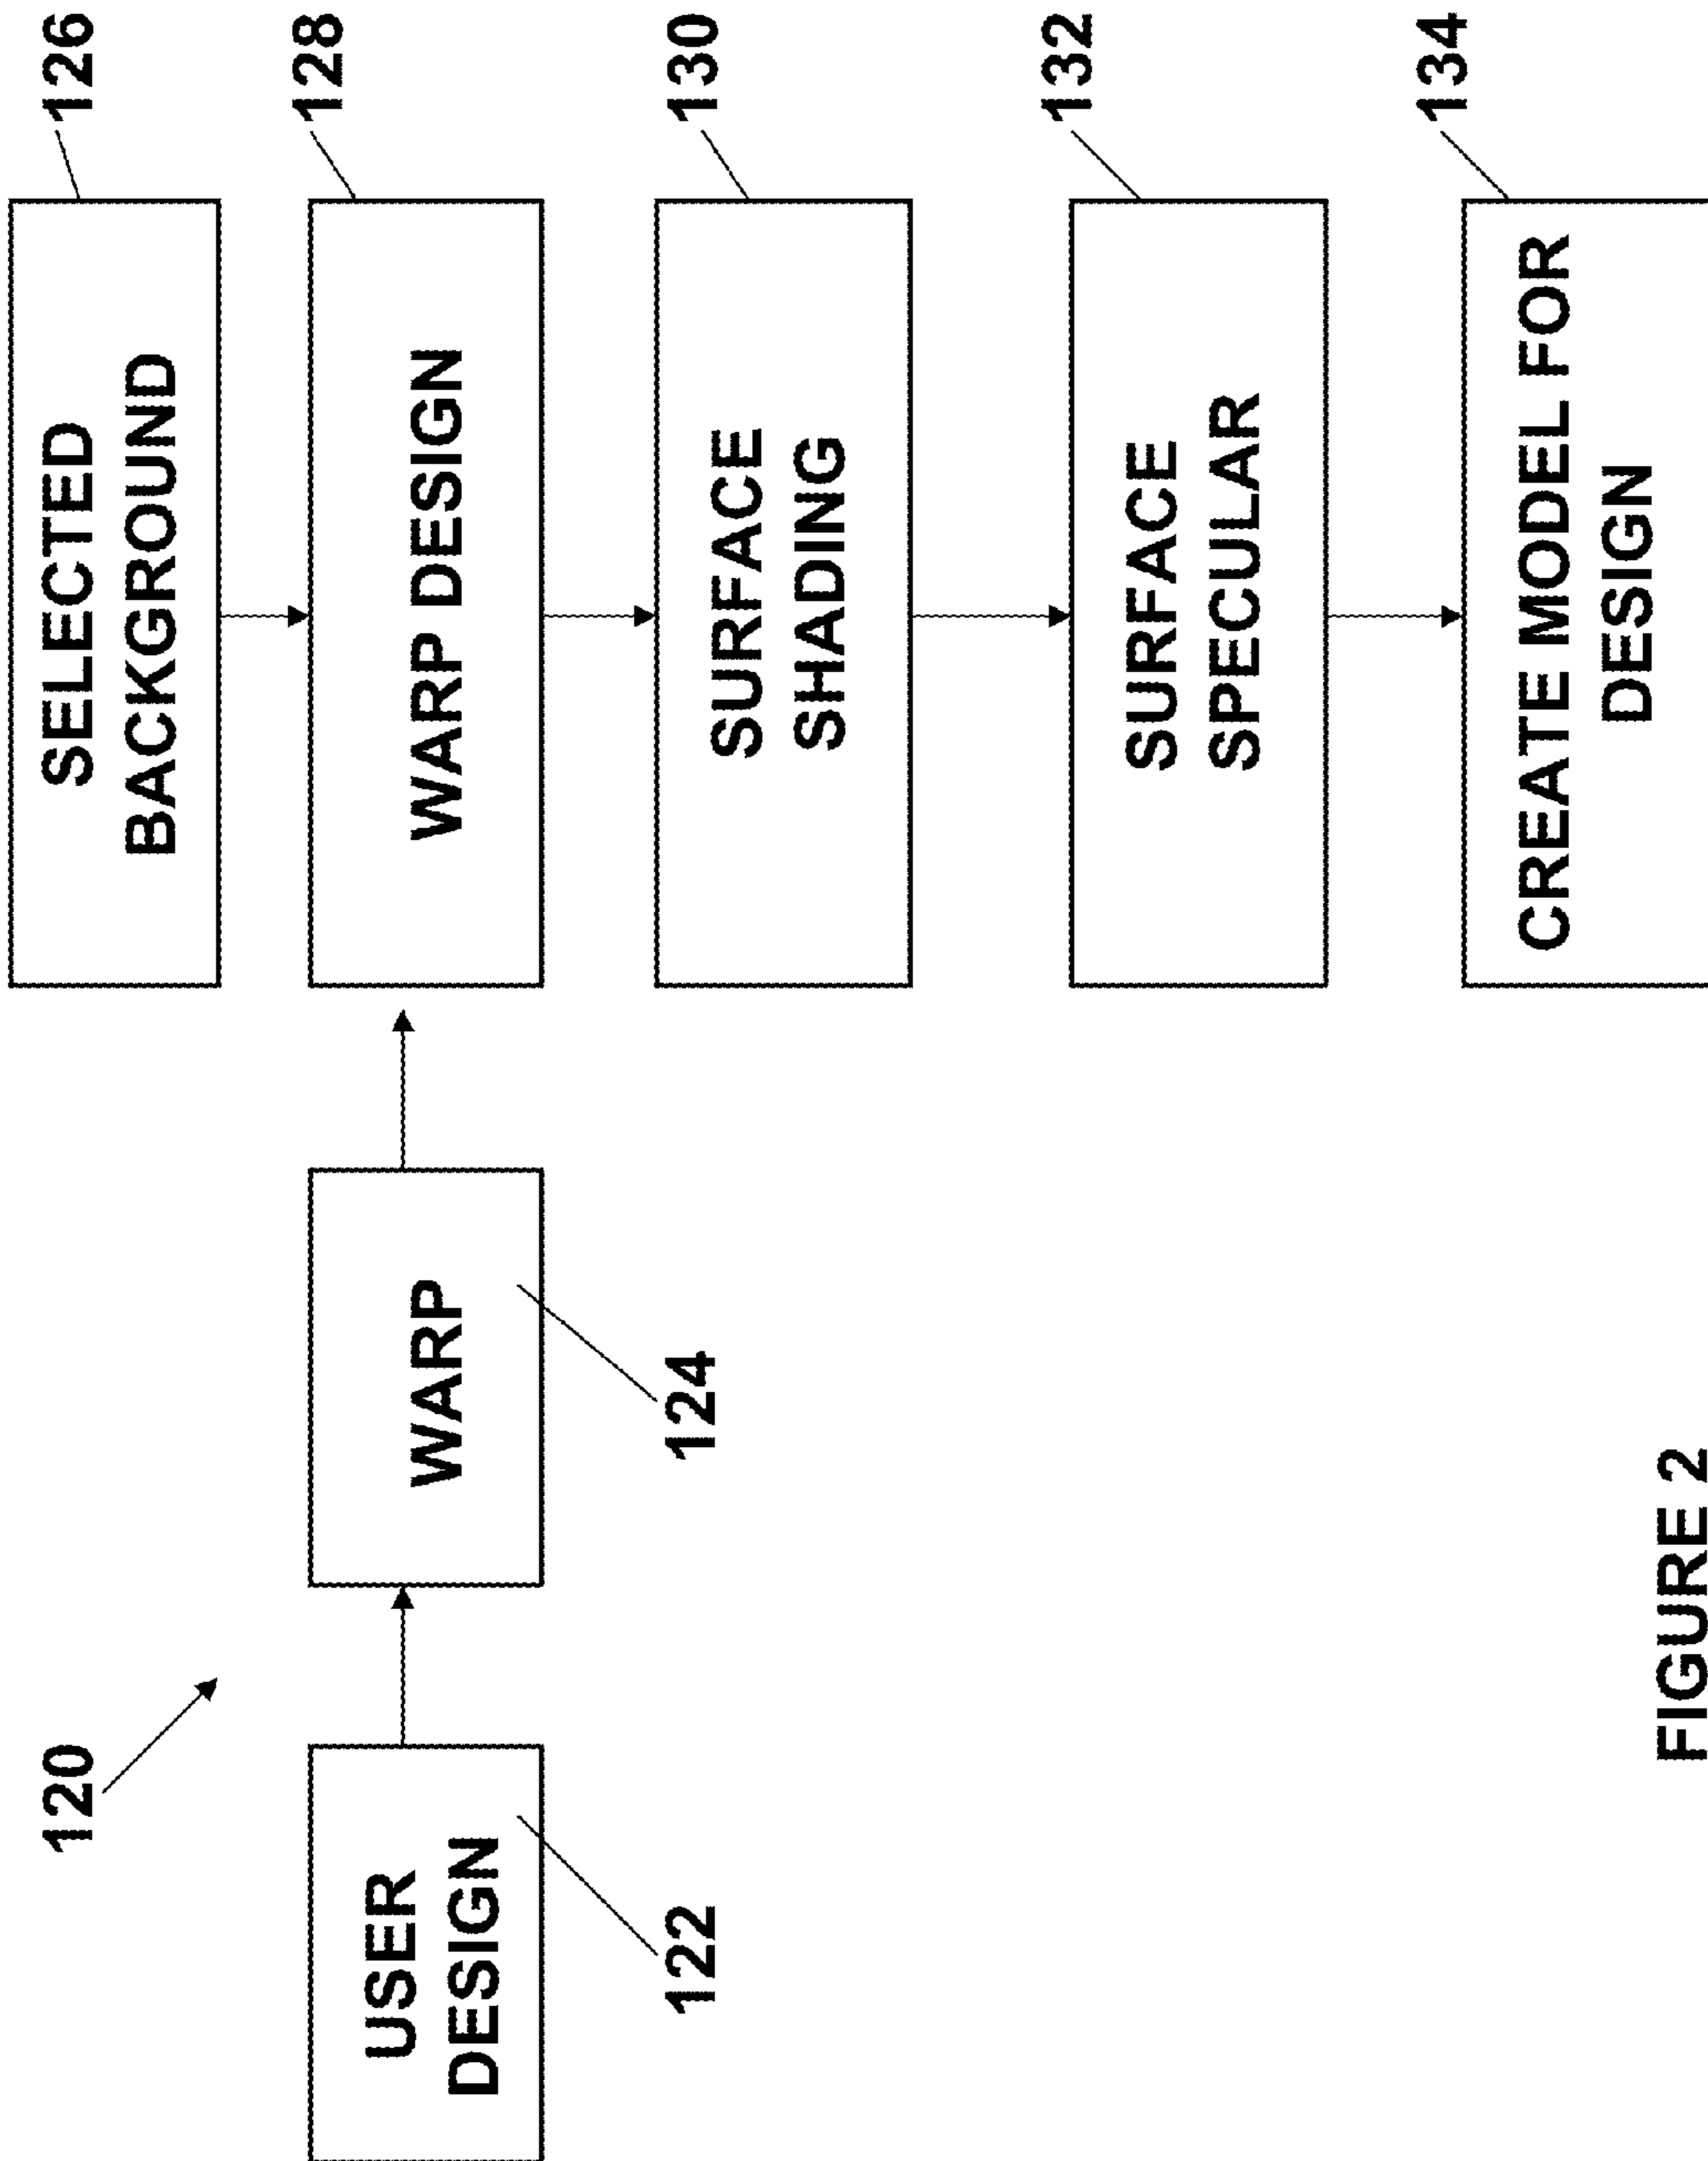 120
SELECTED
BACKGROUND
126
USER
DESIGN
122
WARP
124
WARP DESIGN
128
SURFACE
SHADING
130
SURFACE
SPECULAR
132
CREATE MODEL FOR
DESIGN
134
FIGURE 2